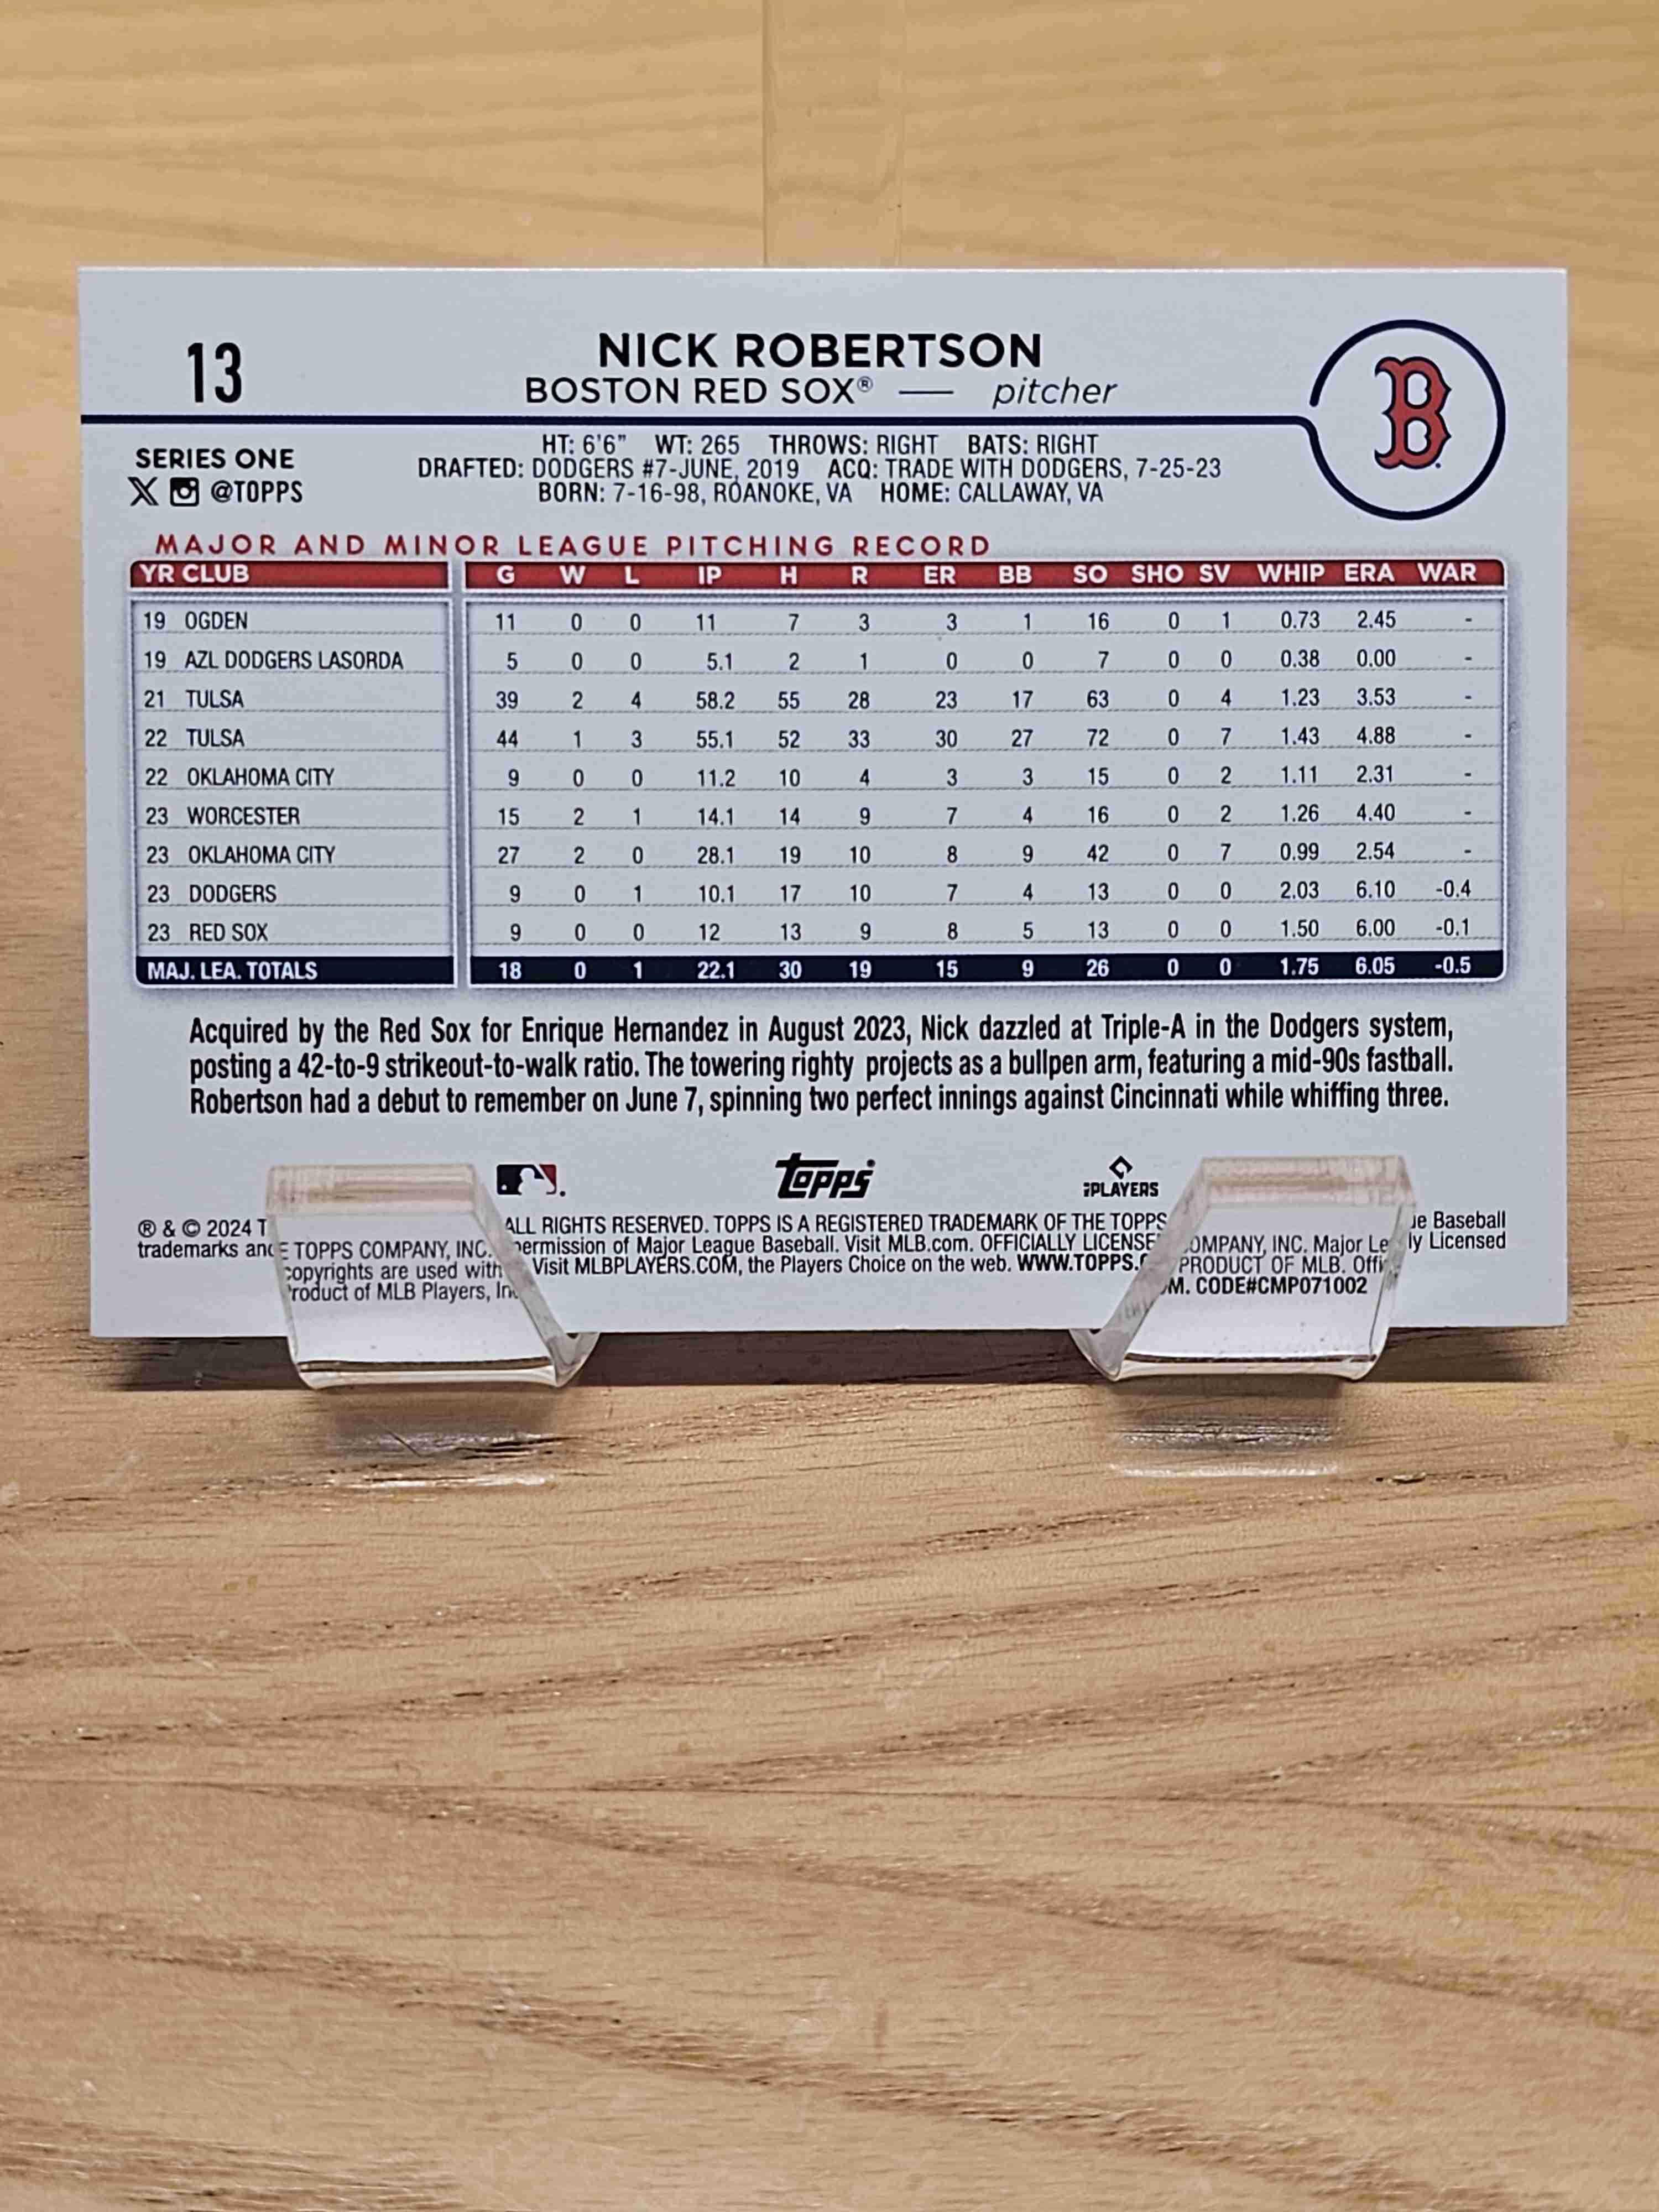 13
NICK ROBERTSON
BOSTON RED SOX® — pitcher
B
SERIES ONE
@TOPPS
HT: 6'6" WT: 265 THROWS: RIGHT BATS: RIGHT
DRAFTED: DODGERS #7-JUNE, 2019 ACQ: TRADE WITH DODGERS, 7-25-23
BORN: 7-16-98, ROANOKE, VA HOME: CALLAWAY, VA
MAJOR AND MINOR LEAGUE PITCHING RECORD
YR CLUB G W L IP H R ER BB SO SHO SV WHIP ERA WAR
19 OGDEN 11 0 0 11 7 3 3 1 16 0 1 0.73 2.45 -
19 AZL DODGERS LASORDA 5 0 0 5.1 2 1 0 0 7 0 0 0.38 0.00 -
21 TULSA 39 2 4 58.2 55 28 23 17 63 0 4 1.23 3.53 -
22 TULSA 44 1 3 55.1 52 33 30 27 72 0 7 1.43 4.88 -
22 OKLAHOMA CITY 9 0 0 11.2 10 4 3 3 15 0 2 1.11 2.31 -
23 WORCESTER 15 2 1 14.1 14 9 7 4 16 0 2 1.26 4.40 -
23 OKLAHOMA CITY 27 2 0 28.1 19 10 8 9 42 0 7 0.99 2.54 -
23 DODGERS 9 0 1 10.1 17 10 7 4 13 0 0 2.03 6.10 -0.4
23 RED SOX 9 0 0 12 13 9 8 5 13 0 0 1.50 6.00 -0.1
MAJ. LEA. TOTALS 18 0 1 22.1 30 19 15 9 26 0 0 1.75 6.05 -0.5
Acquired by the Red Sox for Enrique Hernandez in August 2023, Nick dazzled at Triple-A in the Dodgers system,
posting a 42-to-9 strikeout-to-walk ratio. The towering righty projects as a bullpen arm, featuring a mid-90s fastball.
Robertson had a debut to remember on June 7, spinning two perfect innings against Cincinnati while whiffing three.
topps
PLAYERS
® & © 2024 T E TOPPS COMPANY, INC. ALL RIGHTS RESERVED. TOPPS IS A REGISTERED TRADEMARK OF THE TOPPS COMPANY, INC. Major Le ue Baseball
trademarks and copyrights are used with permission of Major League Baseball. Visit MLB.com. OFFICIALLY LICENSE PRODUCT OF MLB. Offi ly Licensed
Product of MLB Players, Inc Visit MLBPLAYERS.COM, the Players Choice on the web. WWW.TOPPS. M. CODE#CMP071002